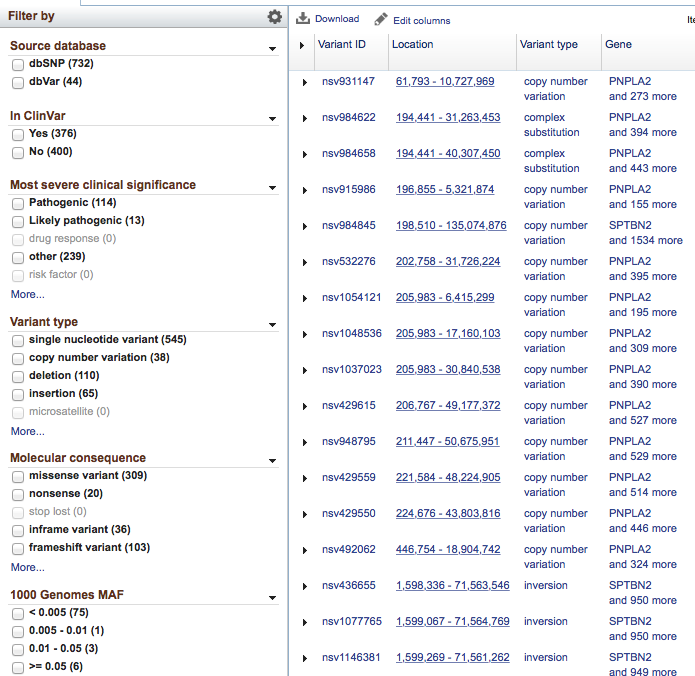 Filter by
Source database
dbSNP (732)
dbVar (44)
In ClinVar
Yes (376)
No (400)
Most severe clinical significance
Pathogenic (114)
Likely pathogenic (13)
drug response (0)
other (239)
risk factor (0)
More...
Variant type
single nucleotide variant (545)
copy number variation (38)
deletion (110)
insertion (65)
microsatellite (0)
More...
Molecular consequence
missense variant (309)
nonsense (20)
stop lost (0)
inframe variant (36)
frameshift variant (103)
More...
1000 Genomes MAF
< 0.005 (75)
0.005 - 0.01 (1)
0.01 - 0.05 (3)
>= 0.05 (6)
Download Edit columns
Variant ID Location Variant type Gene
nsv931147 61,793 - 10,727,969 copy number PNPLA2
variation and 273 more
nsv984622 194,441 - 31,263,453 complex PNPLA2
substitution and 394 more
nsv984658 194,441 - 40,307,450 complex PNPLA2
substitution and 443 more
nsv915986 196,855 - 5,321,874 copy number PNPLA2
variation and 155 more
nsv984845 198,510 - 135,074,876 copy number SPTBN2
variation and 1534 more
nsv532276 202,758 - 31,726,224 copy number PNPLA2
variation and 395 more
nsv1054121 205,983 - 6,415,299 copy number PNPLA2
variation and 195 more
nsv1048536 205,983 - 17,160,103 copy number PNPLA2
variation and 309 more
nsv1037023 205,983 - 30,840,538 copy number PNPLA2
variation and 390 more
nsv429615 206,767 - 49,177,372 copy number PNPLA2
variation and 527 more
nsv948795 211,447 - 50,675,951 copy number PNPLA2
variation and 529 more
nsv429559 221,584 - 48,224,905 copy number PNPLA2
variation and 514 more
nsv429550 224,676 - 43,803,816 copy number PNPLA2
variation and 446 more
nsv492062 446,754 - 18,904,742 copy number PNPLA2
variation and 324 more
nsv436655 1,598,336 - 71,563,546 inversion SPTBN2
and 950 more
nsv1077765 1,599,067 - 71,564,769 inversion SPTBN2
and 950 more
nsv1146381 1,599,269 - 71,561,262 inversion SPTBN2
and 949 more